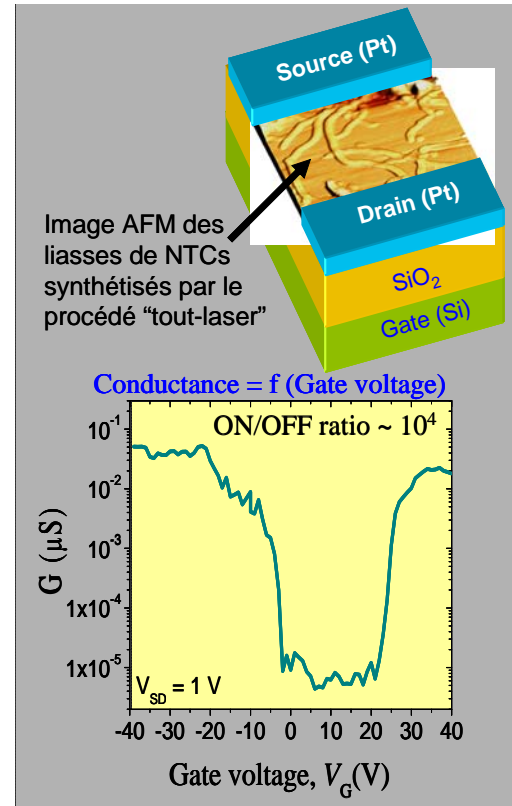 Source (Pt)
Drain (Pt)
SiO₂
Gate (Si)
Image AFM des
liasses de NTCs
synthétisés par le
procédé “tout-laser”
Conductance = f (Gate voltage)
ON/OFF ratio ~ 10⁴
G (µS)
10⁻¹
10⁻²
10⁻³
1x10⁻⁴
1x10⁻⁵
V_SD = 1 V
-40 -30 -20 -10 0 10 20 30 40
Gate voltage, V_G(V)